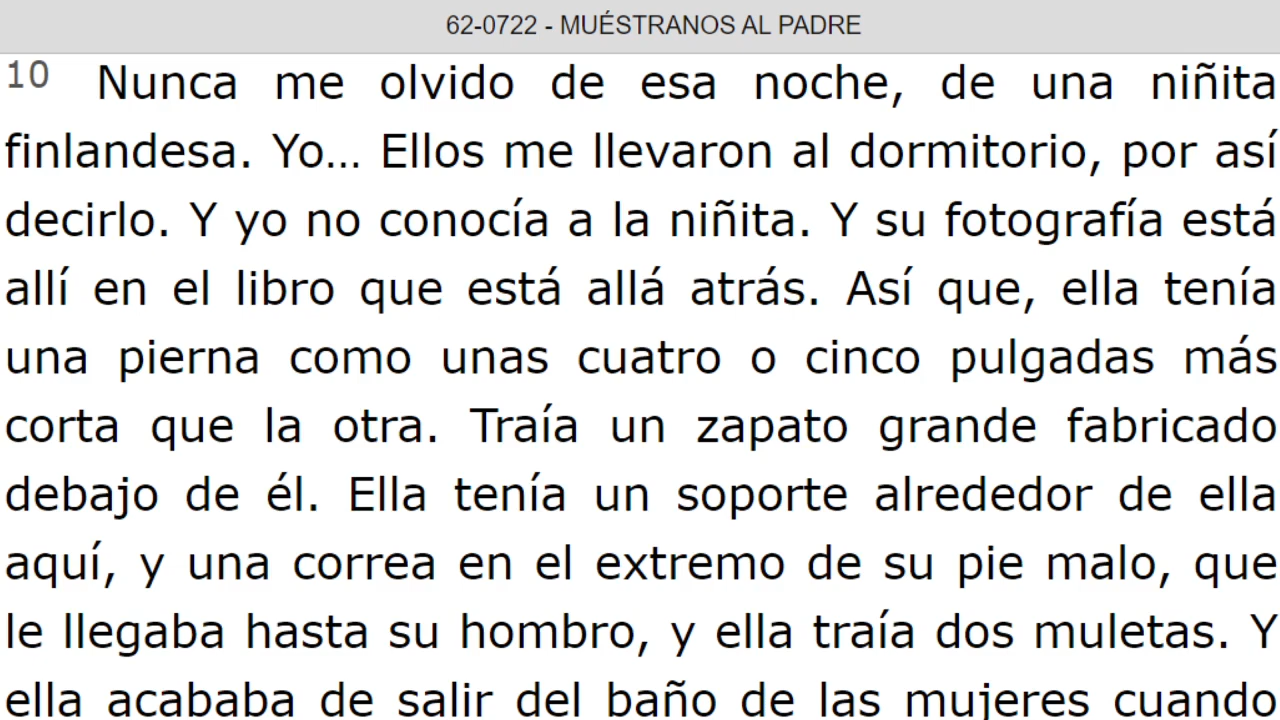 62-0722 - MUÉSTRANOS AL PADRE
10 Nunca me olvido de esa noche, de una niñita
finlandesa. Yo… Ellos me llevaron al dormitorio, por así
decirlo. Y yo no conocía a la niñita. Y su fotografía está
allí en el libro que está allá atrás. Así que, ella tenía
una pierna como unas cuatro o cinco pulgadas más
corta que la otra. Traía un zapato grande fabricado
debajo de él. Ella tenía un soporte alrededor de ella
aquí, y una correa en el extremo de su pie malo, que
le llegaba hasta su hombro, y ella traía dos muletas. Y
ella acababa de salir del baño de las mujeres cuando